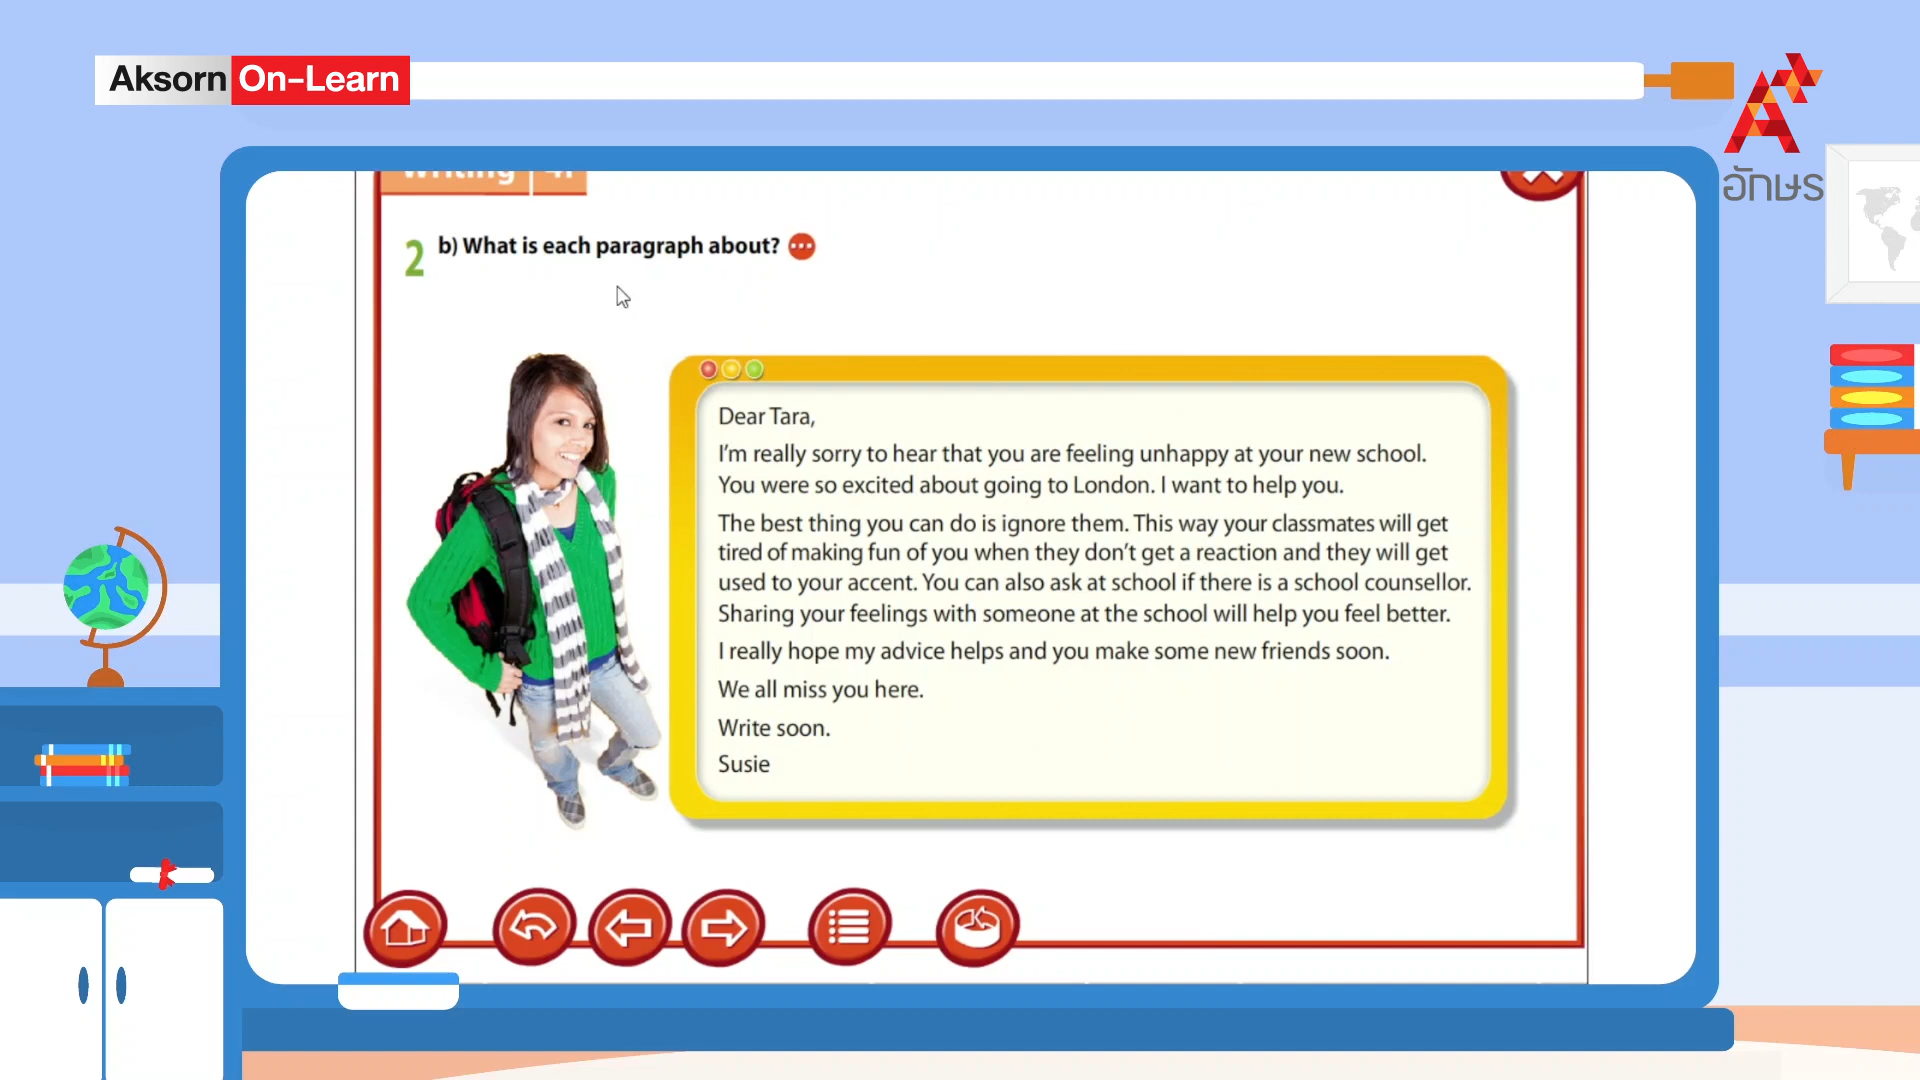 Aksorn On-Learn
อักษร
Writing
2 b) What is each paragraph about?
Dear Tara,
I'm really sorry to hear that you are feeling unhappy at your new school.
You were so excited about going to London. I want to help you.
The best thing you can do is ignore them. This way your classmates will get
tired of making fun of you when they don't get a reaction and they will get
used to your accent. You can also ask at school if there is a school counsellor.
Sharing your feelings with someone at the school will help you feel better.
I really hope my advice helps and you make some new friends soon.
We all miss you here.
Write soon.
Susie